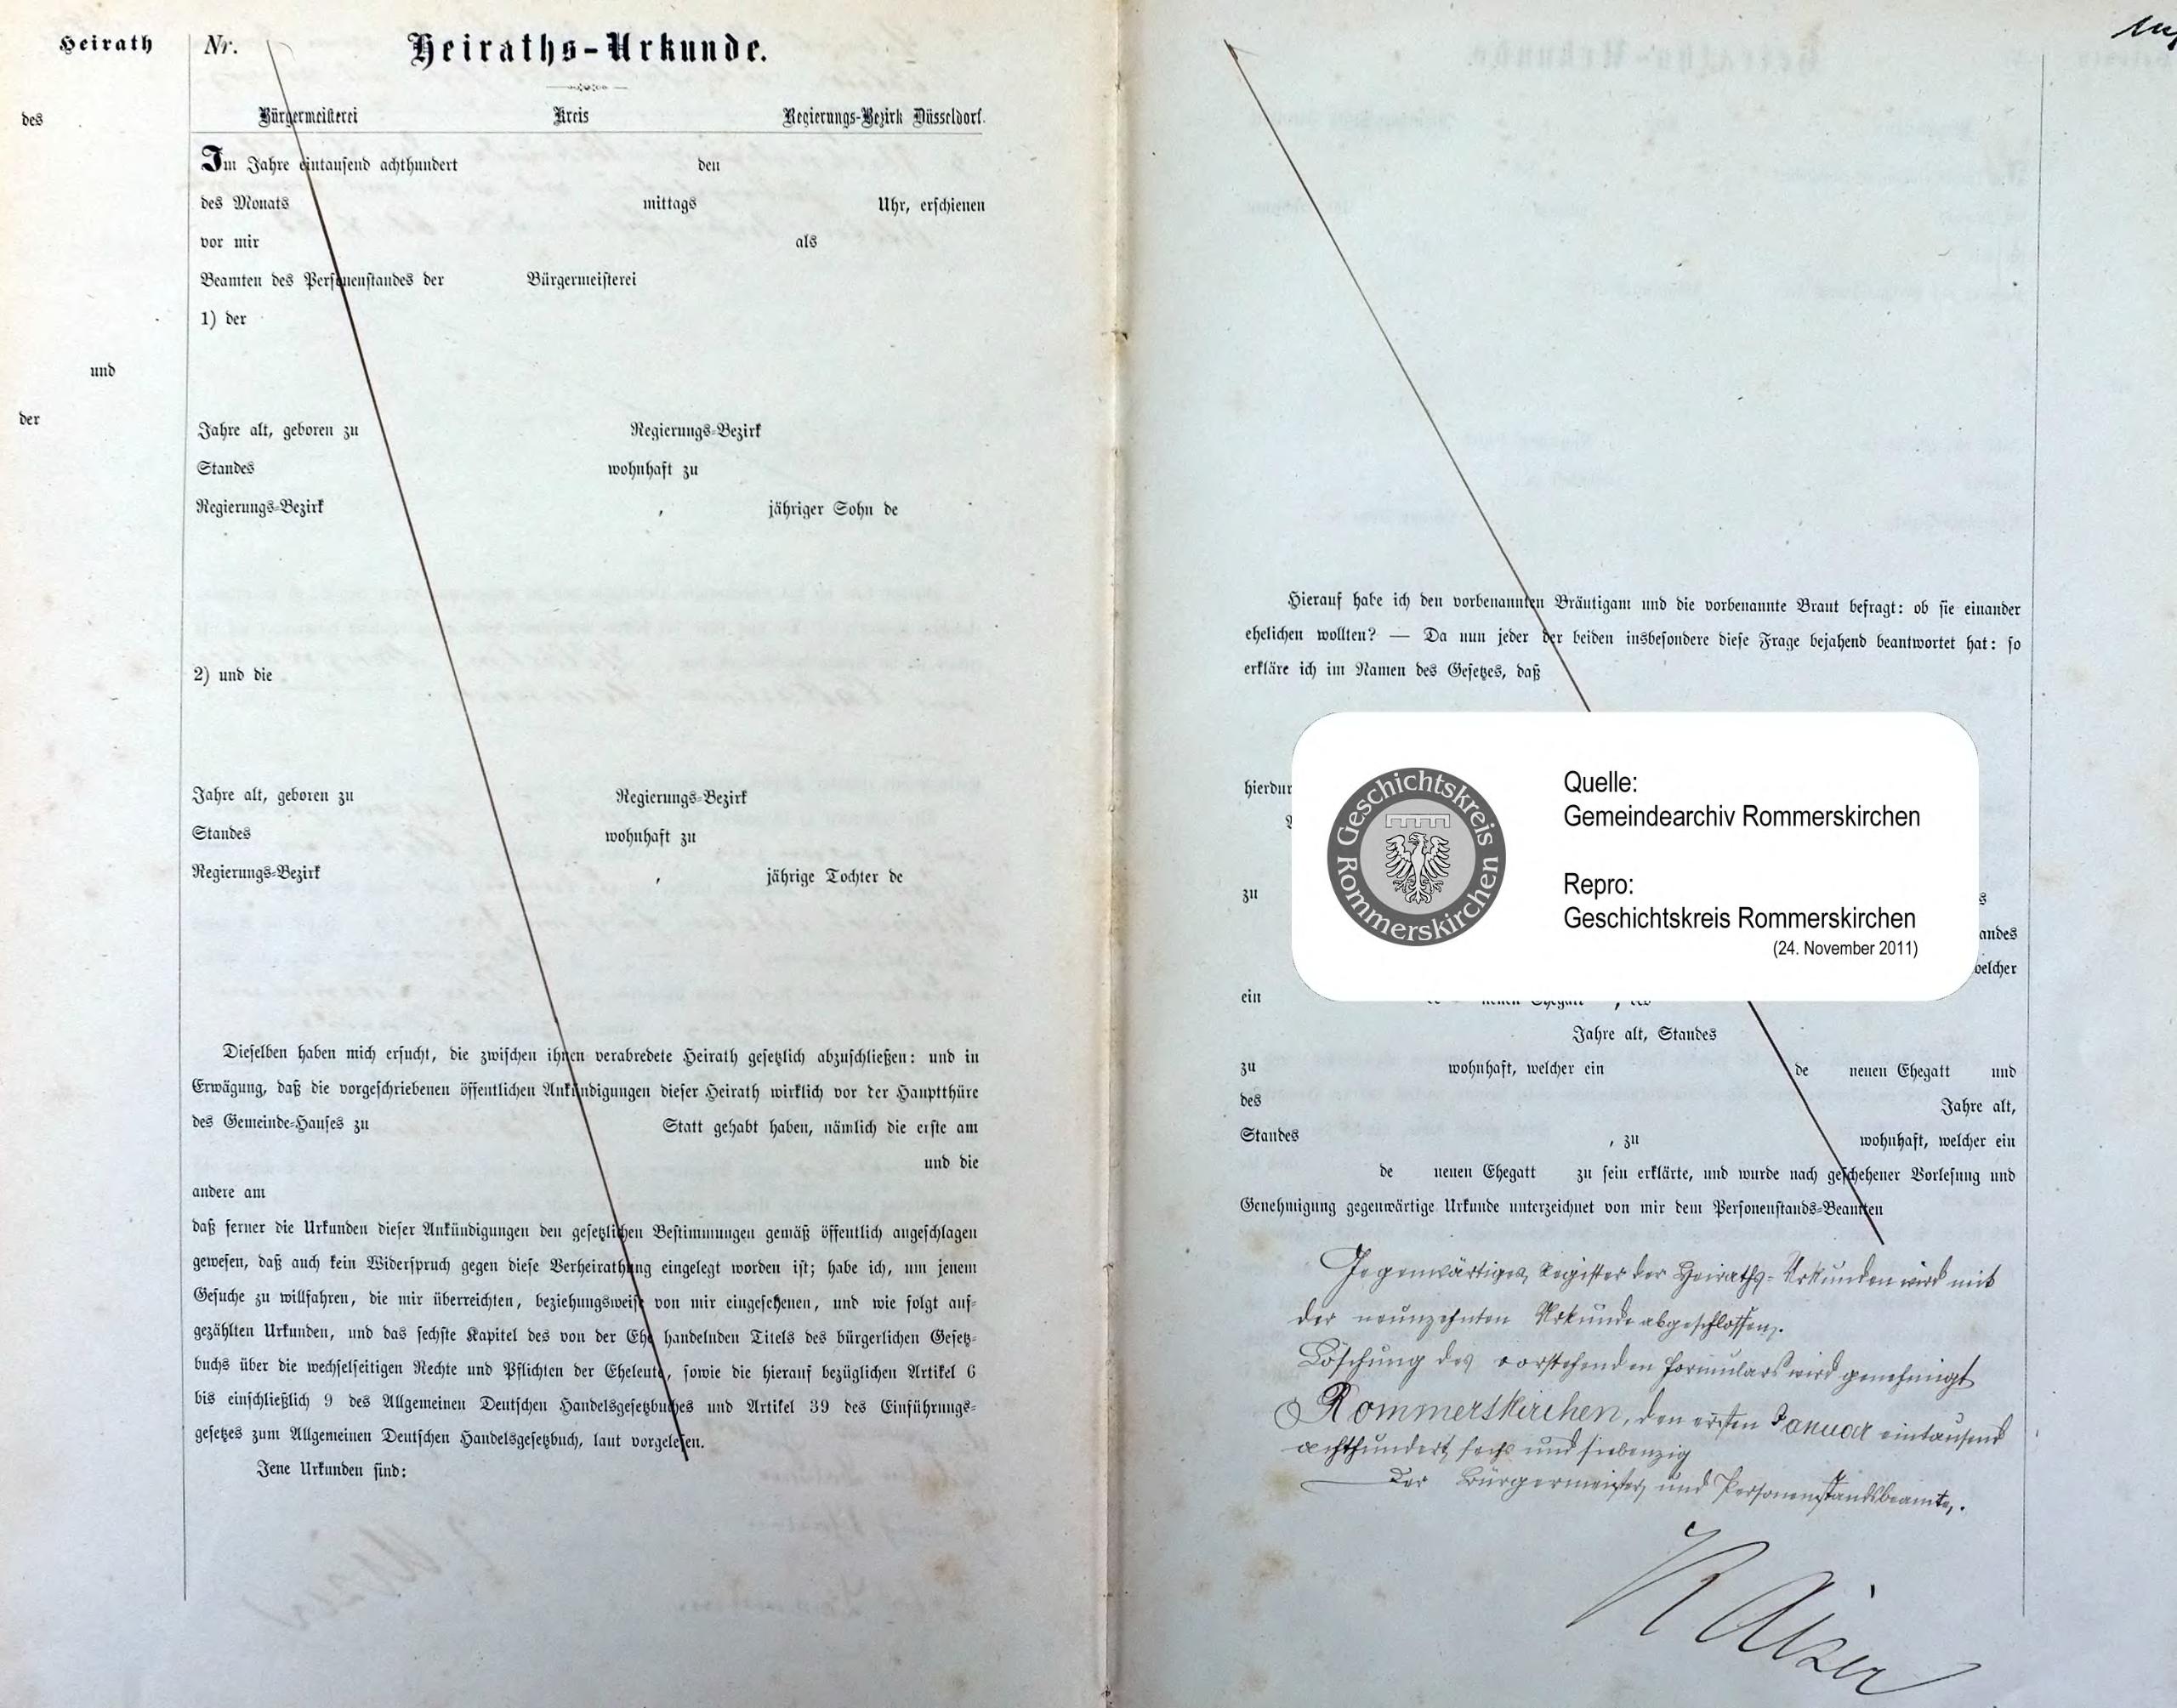 Heirath
des
und
der
Nr. Heiraths-Urkunde.
Bürgermeisterei Kreis Regierungs-Bezirk Düsseldorf.
Im Jahre eintausend achthundert den
des Monats mittags Uhr, erschienen
vor mir als
Beamten des Personenstandes der Bürgermeisterei
1) der
Jahre alt, geboren zu Regierungs-Bezirk
Standes wohnhaft zu
Regierungs-Bezirk , jähriger Sohn de
2) und die
Jahre alt, geboren zu Regierungs-Bezirk
Standes wohnhaft zu
Regierungs-Bezirk , jährige Tochter de
Dieselben haben mich ersucht, die zwischen ihnen verabredete Heirath gesetzlich abzuschließen: und in
Erwägung, daß die vorgeschriebenen öffentlichen Ankündigungen dieser Heirath wirklich vor der Hauptthüre
des Gemeinde-Hauses zu Statt gehabt haben, nämlich die erste am
und die
andere am
daß ferner die Urkunden dieser Ankündigungen den gesetzlichen Bestimmungen gemäß öffentlich angeschlagen
gewesen, daß auch kein Widerspruch gegen diese Verheirathung eingelegt worden ist; habe ich, um jenem
Gesuche zu willfahren, die mir überreichten, beziehungsweise von mir eingesehenen, und wie folgt auf-
gezählten Urkunden, und das sechste Kapitel des von der Ehe handelnden Titels des bürgerlichen Gesetz-
buchs über die wechselseitigen Rechte und Pflichten der Eheleute, sowie die hierauf bezüglichen Artikel 6
bis einschließlich 9 des Allgemeinen Deutschen Handelsgesetzbuches und Artikel 39 des Einführungs-
gesetzes zum Allgemeinen Deutschen Handelsgesetzbuch, laut vorgelesen.
Jene Urkunden sind:
Hierauf habe ich den vorbenannten Bräutigam und die vorbenannte Braut befragt: ob sie einander
ehelichen wollten? — Da nun jeder der beiden insbesondere diese Frage bejahend beantwortet hat: so
erkläre ich im Namen des Gesetzes, daß
Geschichtskreis Rommerskirchen
Quelle:
Gemeindearchiv Rommerskirchen
Repro:
Geschichtskreis Rommerskirchen
(24. November 2011)
zu
ein neuen Ehegatt
Jahre alt, Standes
zu wohnhaft, welcher ein de neuen Ehegatt und
des Jahre alt,
Standes , zu wohnhaft, welcher ein
de neuen Ehegatt zu sein erklärte, und wurde nach geschehener Vorlesung und
Genehmigung gegenwärtige Urkunde unterzeichnet von mir dem Personenstands-Beamten
Gegenwärtiges Register der Heiraths-Urkunden wird mit
der neunzehnten Urkunde abgeschlossen.
Löschung des vorstehenden Formulars wird genehmigt
Rommerskirchen, den ersten Januar eintausend
achthundert sechs und siebenzig
Der Bürgermeister und Personenstandsbeamte.